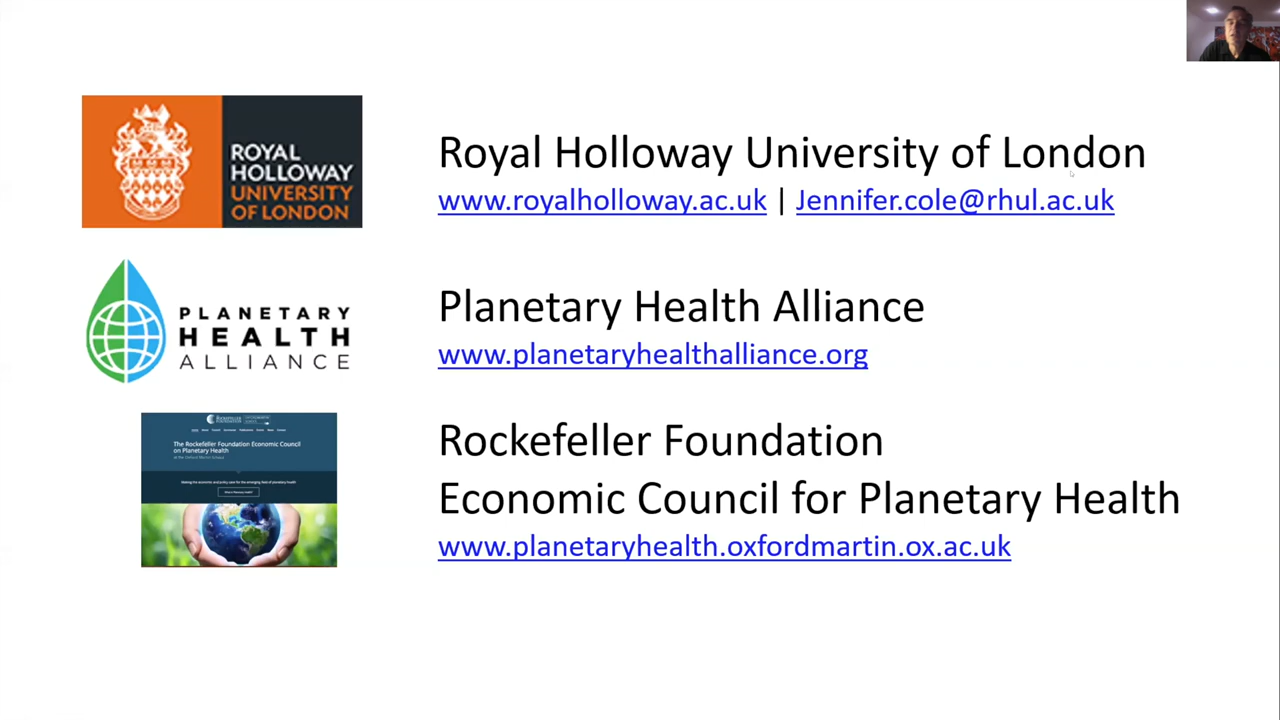 ROYAL
HOLLOWAY
UNIVERSITY
OF LONDON
Royal Holloway University of London
www.royalholloway.ac.uk | Jennifer.cole@rhul.ac.uk
PLANETARY
HEALTH
ALLIANCE
Planetary Health Alliance
www.planetaryhealthalliance.org
The Rockefeller Foundation Economic Council
on Planetary Health
Rockefeller Foundation
Economic Council for Planetary Health
www.planetaryhealth.oxfordmartin.ox.ac.uk